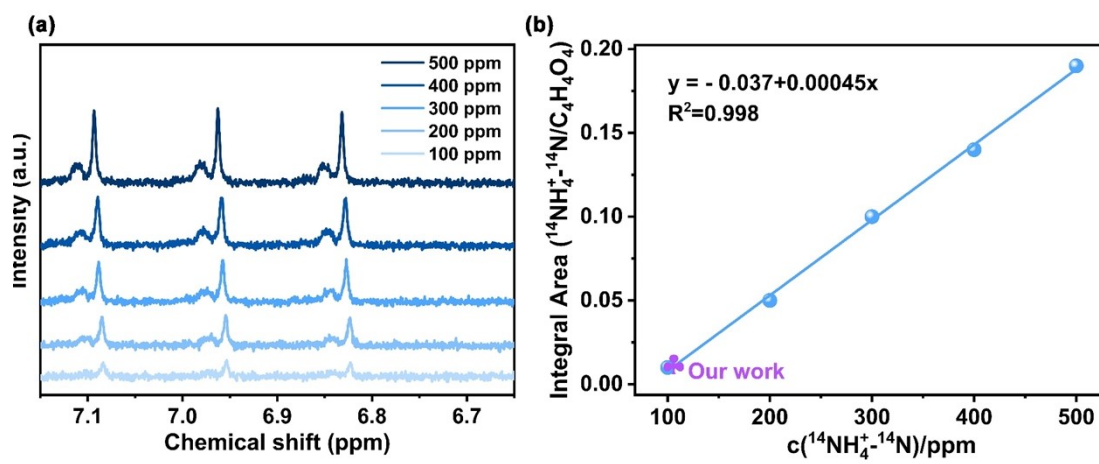 (a)
500 ppm
400 ppm
300 ppm
200 ppm
100 ppm
Intensity (a.u.)
7.1 7.0 6.9 6.8 6.7
Chemical shift (ppm)
(b)
y = - 0.037+0.00045x
R²=0.998
Our work
Integral Area (¹⁴NH₄⁺-¹⁴N/C₄H₄O₄)
0.20
0.15
0.10
0.05
0.00
100 200 300 400 500
c(¹⁴NH₄⁺-¹⁴N)/ppm